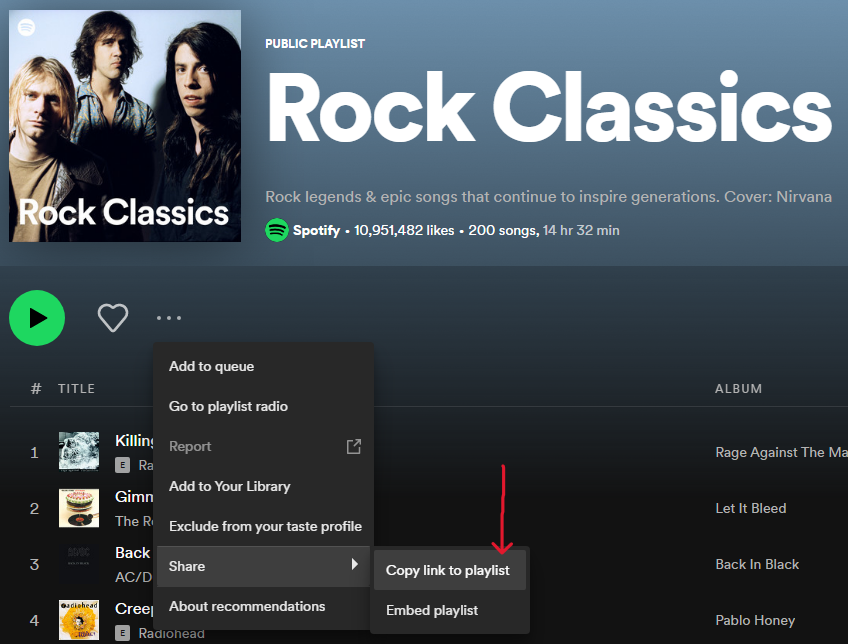 PUBLIC PLAYLIST
Rock Classics
Rock Classics
Rock legends & epic songs that continue to inspire generations. Cover: Nirvana
Spotify • 10,951,482 likes • 200 songs, 14 hr 32 min
Add to queue
Go to playlist radio
Report
Add to Your Library
Exclude from your taste profile
Share
About recommendations
Copy link to playlist
Embed playlist
# TITLE ALBUM
1 Killing Rage Against The Ma
E Ra
2 Gimm Let It Bleed
The Ro
3 Back Back In Black
AC/D
4 Creep Pablo Honey
E Radiohead